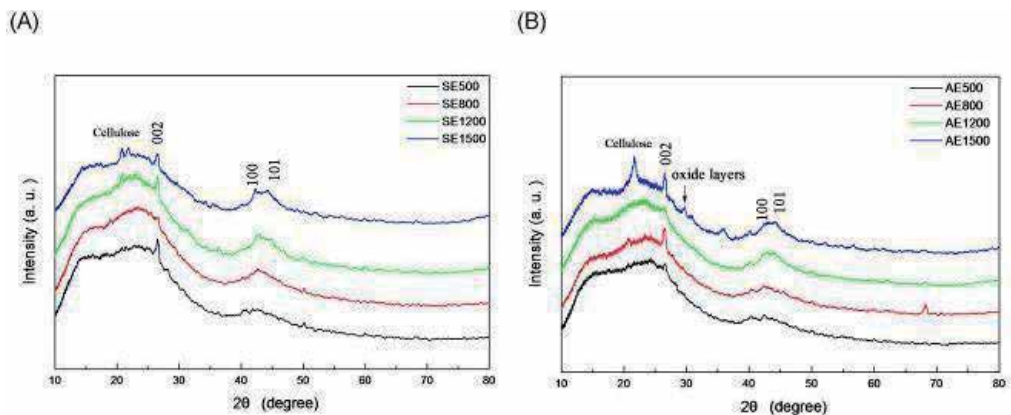 (A)
SE500
SE800
SE1200
SE1500
Cellulose
002
100
101
Intensity (a. u.)
10 20 30 40 50 60 70 80
2θ (degree)
(B)
AE500
AE800
AE1200
AE1500
Cellulose
002
oxide layers
100
101
Intensity (a. u.)
10 20 30 40 50 60 70 80
2θ (degree)